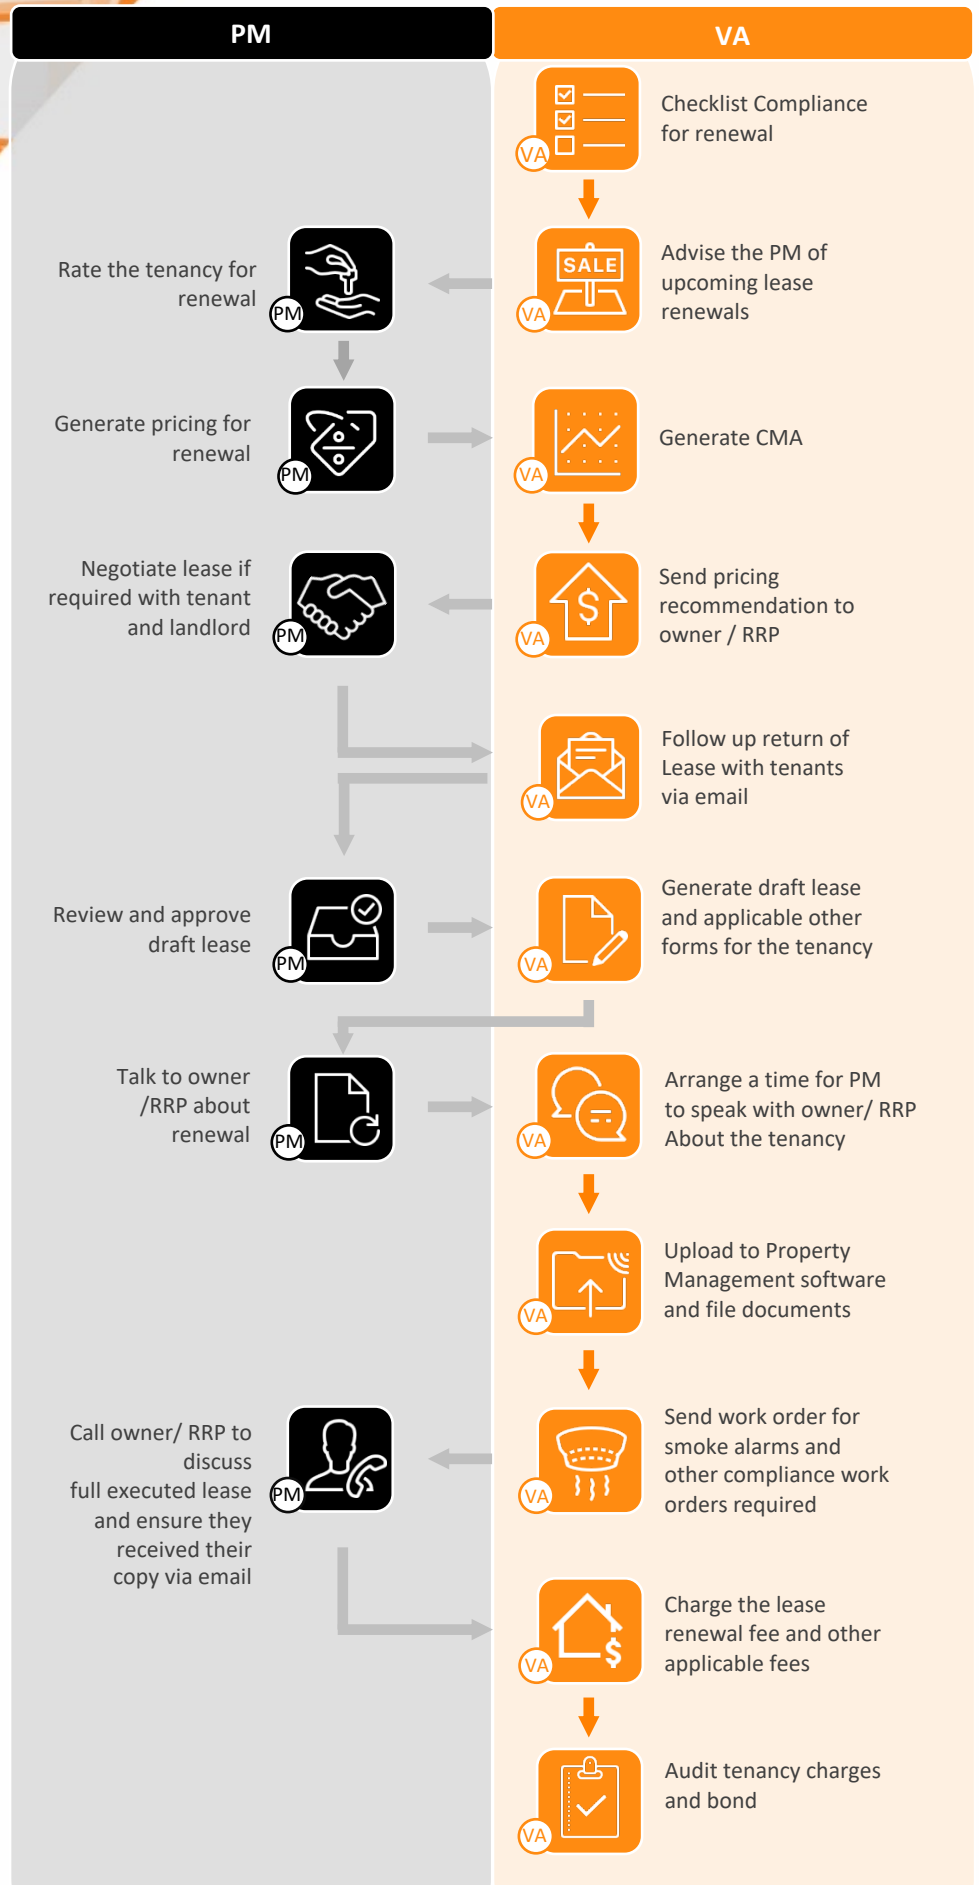 PM
VA
Checklist Compliance
for renewal
VA
Advise the PM of
upcoming lease
renewals
SALE
VA
Rate the tenancy for
renewal
PM
Generate pricing for
renewal
PM
Generate CMA
VA
Send pricing
recommendation to
owner / RRP
$
VA
Negotiate lease if
required with tenant
and landlord
PM
Follow up return of
Lease with tenants
via email
VA
Review and approve
draft lease
PM
Generate draft lease
and applicable other
forms for the tenancy
VA
Talk to owner
/RRP about
renewal
PM
Arrange a time for PM
to speak with owner/ RRP
About the tenancy
VA
Upload to Property
Management software
and file documents
VA
Send work order for
smoke alarms and
other compliance work
orders required
VA
Call owner/ RRP to
discuss
full executed lease
and ensure they
received their
copy via email
PM
Charge the lease
renewal fee and other
applicable fees
$
VA
Audit tenancy charges
and bond
VA